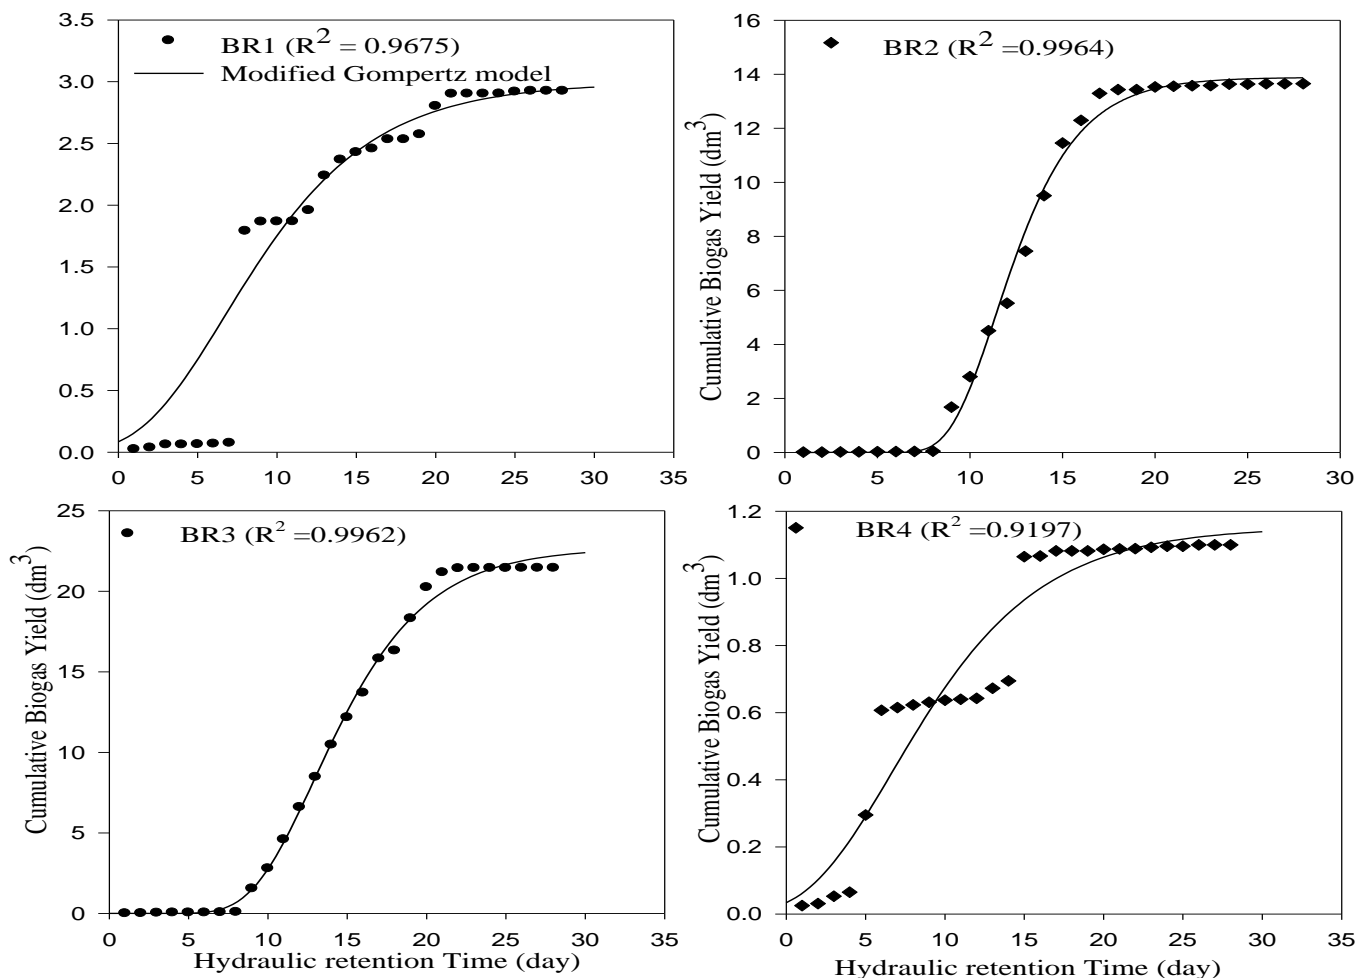 BR1 (R2 = 0.9675)
Modified Gompertz model
3.5
3.0
2.5
2.0
1.5
1.0
0.5
0.0
0 5 10 15 20 25 30 35
BR2 (R2 =0.9964)
Cumulative Biogas Yield (dm3)
16
14
12
10
8
6
4
2
0
0 5 10 15 20 25 30
BR3 (R2 =0.9962)
Cumulative Biogas Yield (dm3)
25
20
15
10
5
0
0 5 10 15 20 25 30 35
Hydraulic retention Time (day)
BR4 (R2 =0.9197)
Cumulative Biogas Yield (dm3)
1.2
1.0
0.8
0.6
0.4
0.2
0.0
0 5 10 15 20 25 30 35
Hydraulic retention Time (day)